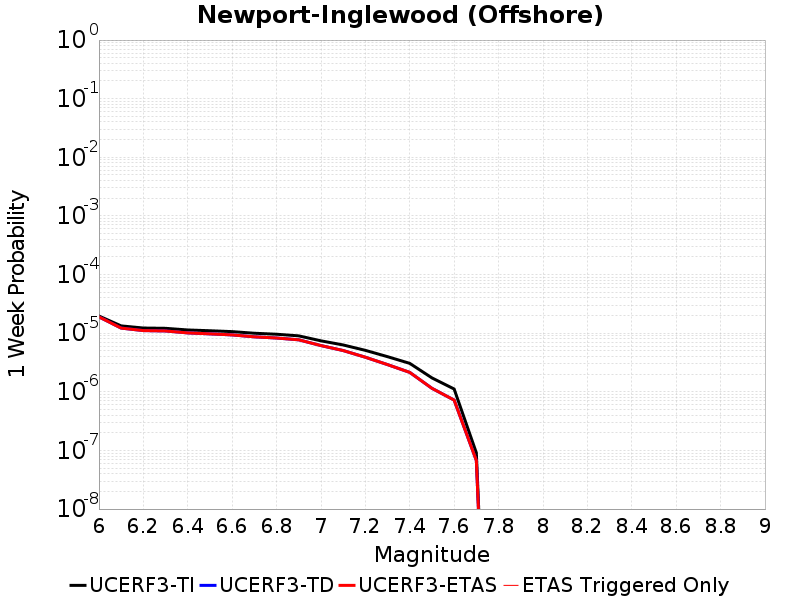 Newport-Inglewood (Offshore)
1 Week Probability
10^0
10^-1
10^-2
10^-3
10^-4
10^-5
10^-6
10^-7
10^-8
6 6.2 6.4 6.6 6.8 7 7.2 7.4 7.6 7.8 8 8.2 8.4 8.6 8.8 9
Magnitude
UCERF3-TI UCERF3-TD UCERF3-ETAS ETAS Triggered Only